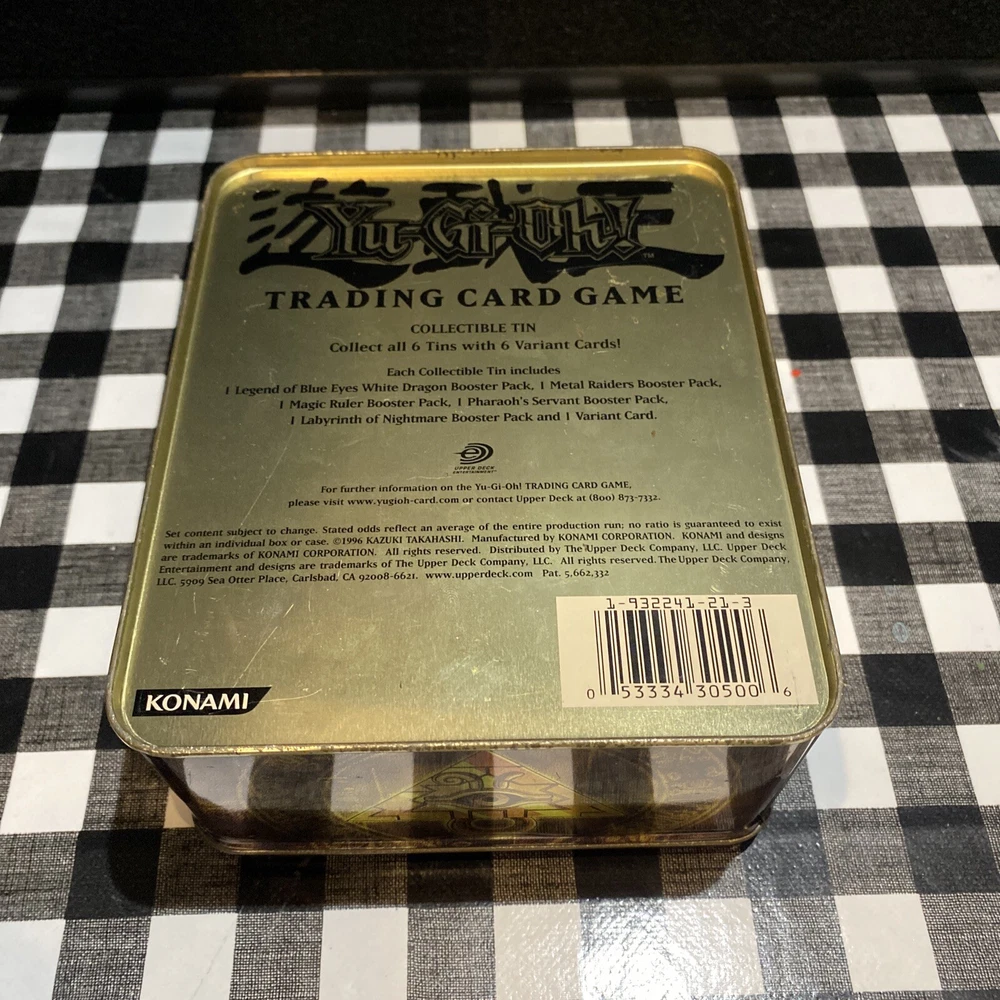 遊戯王
Yu-Gi-Oh!™
TRADING CARD GAME
COLLECTIBLE TIN
Collect all 6 Tins with 6 Variant Cards!
Each Collectible Tin includes
1 Legend of Blue Eyes White Dragon Booster Pack, 1 Metal Raiders Booster Pack,
1 Magic Ruler Booster Pack, 1 Pharaoh's Servant Booster Pack,
1 Labyrinth of Nightmare Booster Pack and 1 Variant Card.
e
UPPER DECK
ENTERTAINMENT
For further information on the Yu-Gi-Oh! TRADING CARD GAME,
please visit www.yugioh-card.com or contact Upper Deck at (800) 873-7332.
Set content subject to change. Stated odds reflect an average of the entire production run; no ratio is guaranteed to exist
within an individual box or case. ©1996 KAZUKI TAKAHASHI. Manufactured by KONAMI CORPORATION. KONAMI and designs
are trademarks of KONAMI CORPORATION. All rights reserved. Distributed by The Upper Deck Company, LLC. Upper Deck
Entertainment and designs are trademarks of The Upper Deck Company, LLC. All rights reserved. The Upper Deck Company,
LLC. 5909 Sea Otter Place, Carlsbad, CA 92008-6621. www.upperdeck.com Pat. 5,662,332
1-932241-21-3
0 53334 30500 6
KONAMI